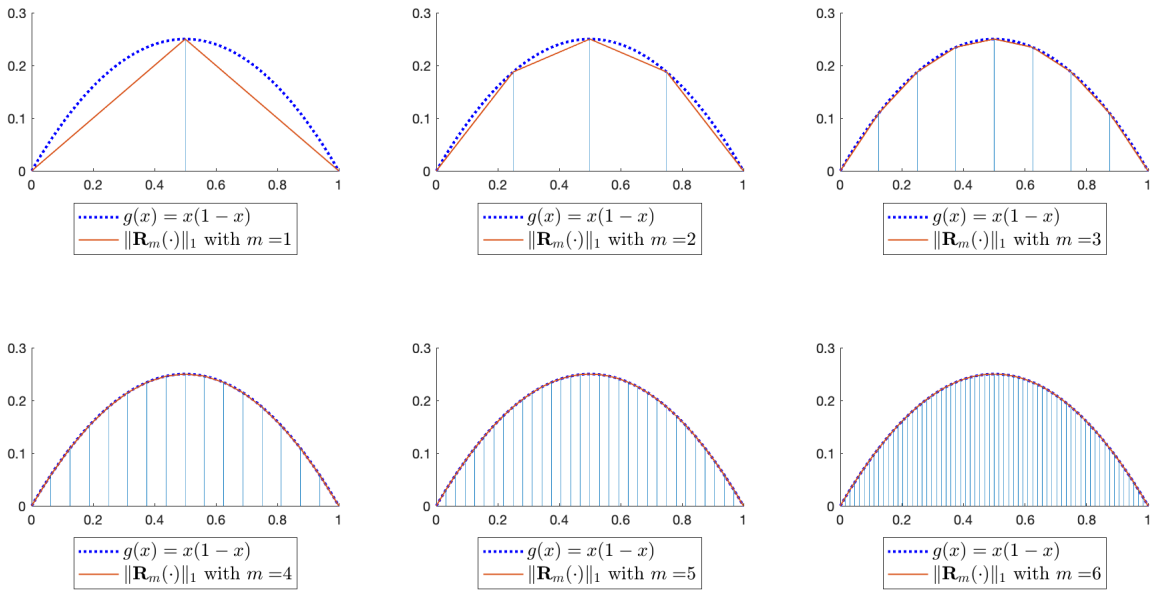 0.3
0.2
0.1
0
0 0.2 0.4 0.6 0.8 1
g(x) = x(1 − x)
‖R_m(·)‖₁ with m =1
0.3
0.2
0.1
0
0 0.2 0.4 0.6 0.8 1
g(x) = x(1 − x)
‖R_m(·)‖₁ with m =2
0.3
0.2
0.1
0
0 0.2 0.4 0.6 0.8 1
g(x) = x(1 − x)
‖R_m(·)‖₁ with m =3
0.3
0.2
0.1
0
0 0.2 0.4 0.6 0.8 1
g(x) = x(1 − x)
‖R_m(·)‖₁ with m =4
0.3
0.2
0.1
0
0 0.2 0.4 0.6 0.8 1
g(x) = x(1 − x)
‖R_m(·)‖₁ with m =5
0.3
0.2
0.1
0
0 0.2 0.4 0.6 0.8 1
g(x) = x(1 − x)
‖R_m(·)‖₁ with m =6